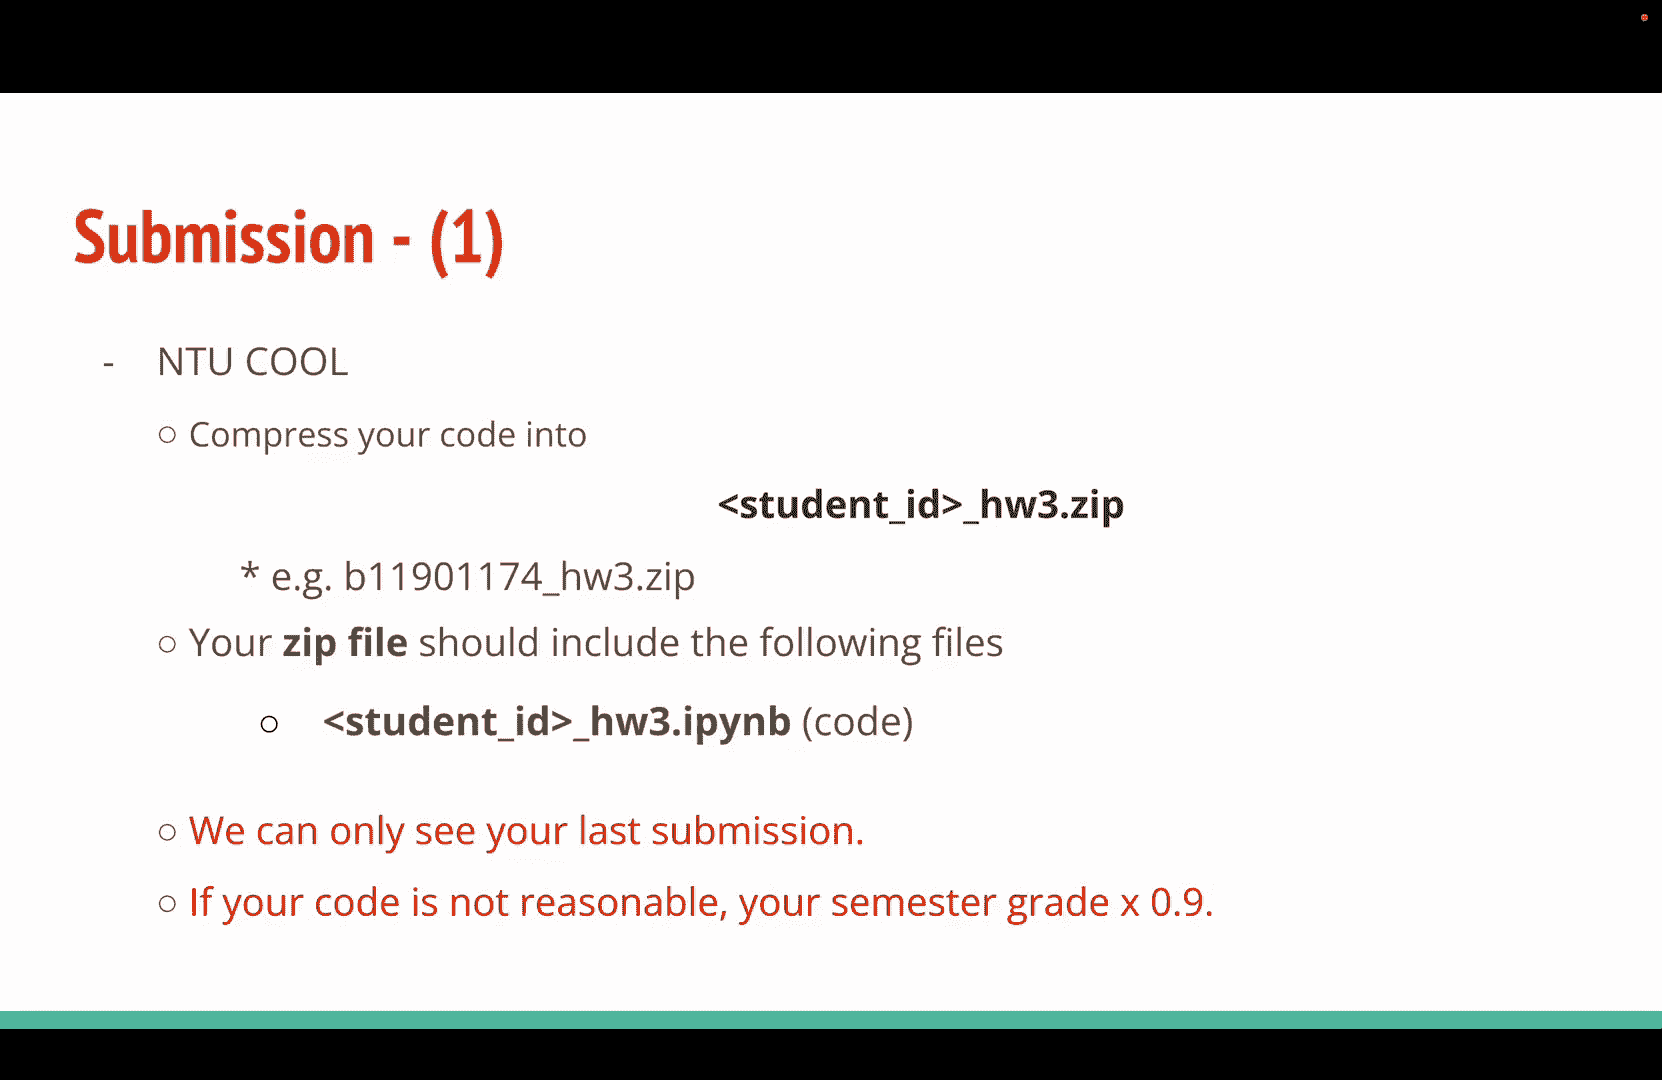 Submission - (1)
- NTU COOL
○ Compress your code into
<student_id>_hw3.zip
* e.g. b11901174_hw3.zip
○ Your zip file should include the following files
○ <student_id>_hw3.ipynb (code)
○ We can only see your last submission.
○ If your code is not reasonable, your semester grade x 0.9.